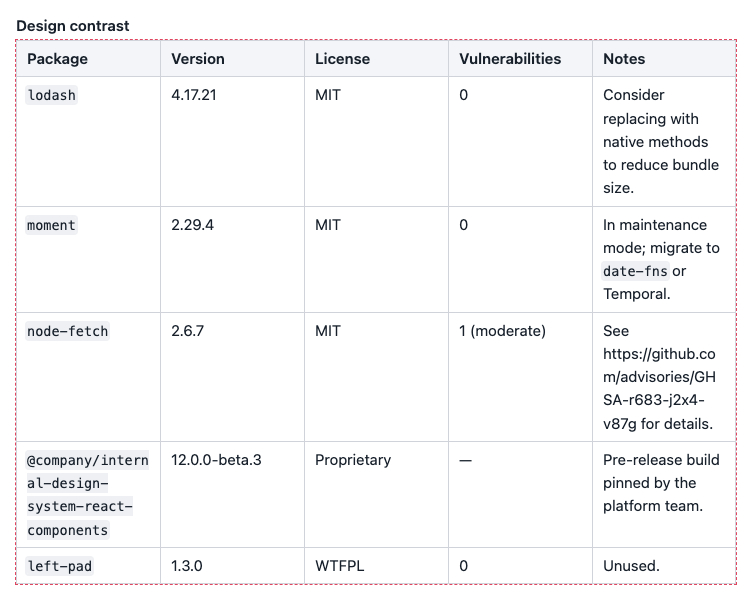 Design contrast
Package Version License Vulnerabilities Notes
lodash 4.17.21 MIT 0 Consider
replacing with
native methods
to reduce bundle
size.
moment 2.29.4 MIT 0 In maintenance
mode; migrate to
date-fns or
Temporal.
node-fetch 2.6.7 MIT 1 (moderate) See
https://github.co
m/advisories/GH
SA-r683-j2x4-
v87g for details.
@company/intern 12.0.0-beta.3 Proprietary — Pre-release build
al-design- pinned by the
system-react- platform team.
components
left-pad 1.3.0 WTFPL 0 Unused.